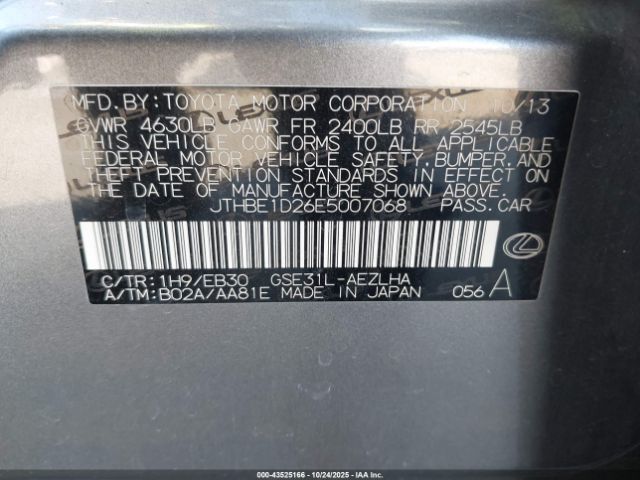 MFD. BY: TOYOTA MOTOR CORPORATION 10/13
GVWR 4630LB GAWR FR 2400LB RR 2545LB
THIS VEHICLE CONFORMS TO ALL APPLICABLE
FEDERAL MOTOR VEHICLE SAFETY, BUMPER, AND
THEFT PREVENTION STANDARDS IN EFFECT ON
THE DATE OF MANUFACTURE SHOWN ABOVE.
JTHBE1D26E5007068 PASS. CAR
C/TR: 1H9/EB30 GSE31L-AEZLHA
A/TM: B02A/AA81E MADE IN JAPAN 056 A
00-43525166 - 10/24/2025 - IAAI.COM